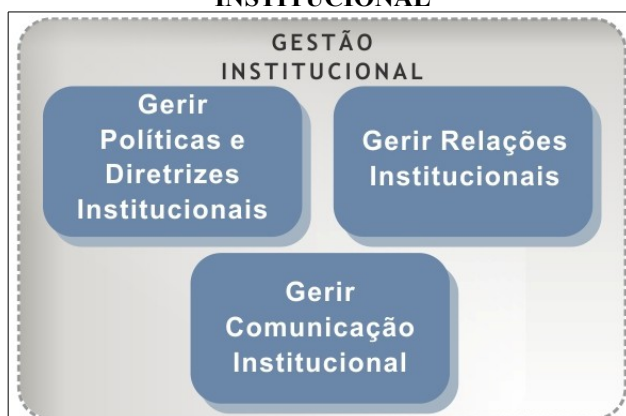 INSTITUCIONAL
GESTÃO
INSTITUCIONAL
Gerir
Políticas e
Diretrizes
Institucionais
Gerir Relações
Institucionais
Gerir
Comunicação
Institucional